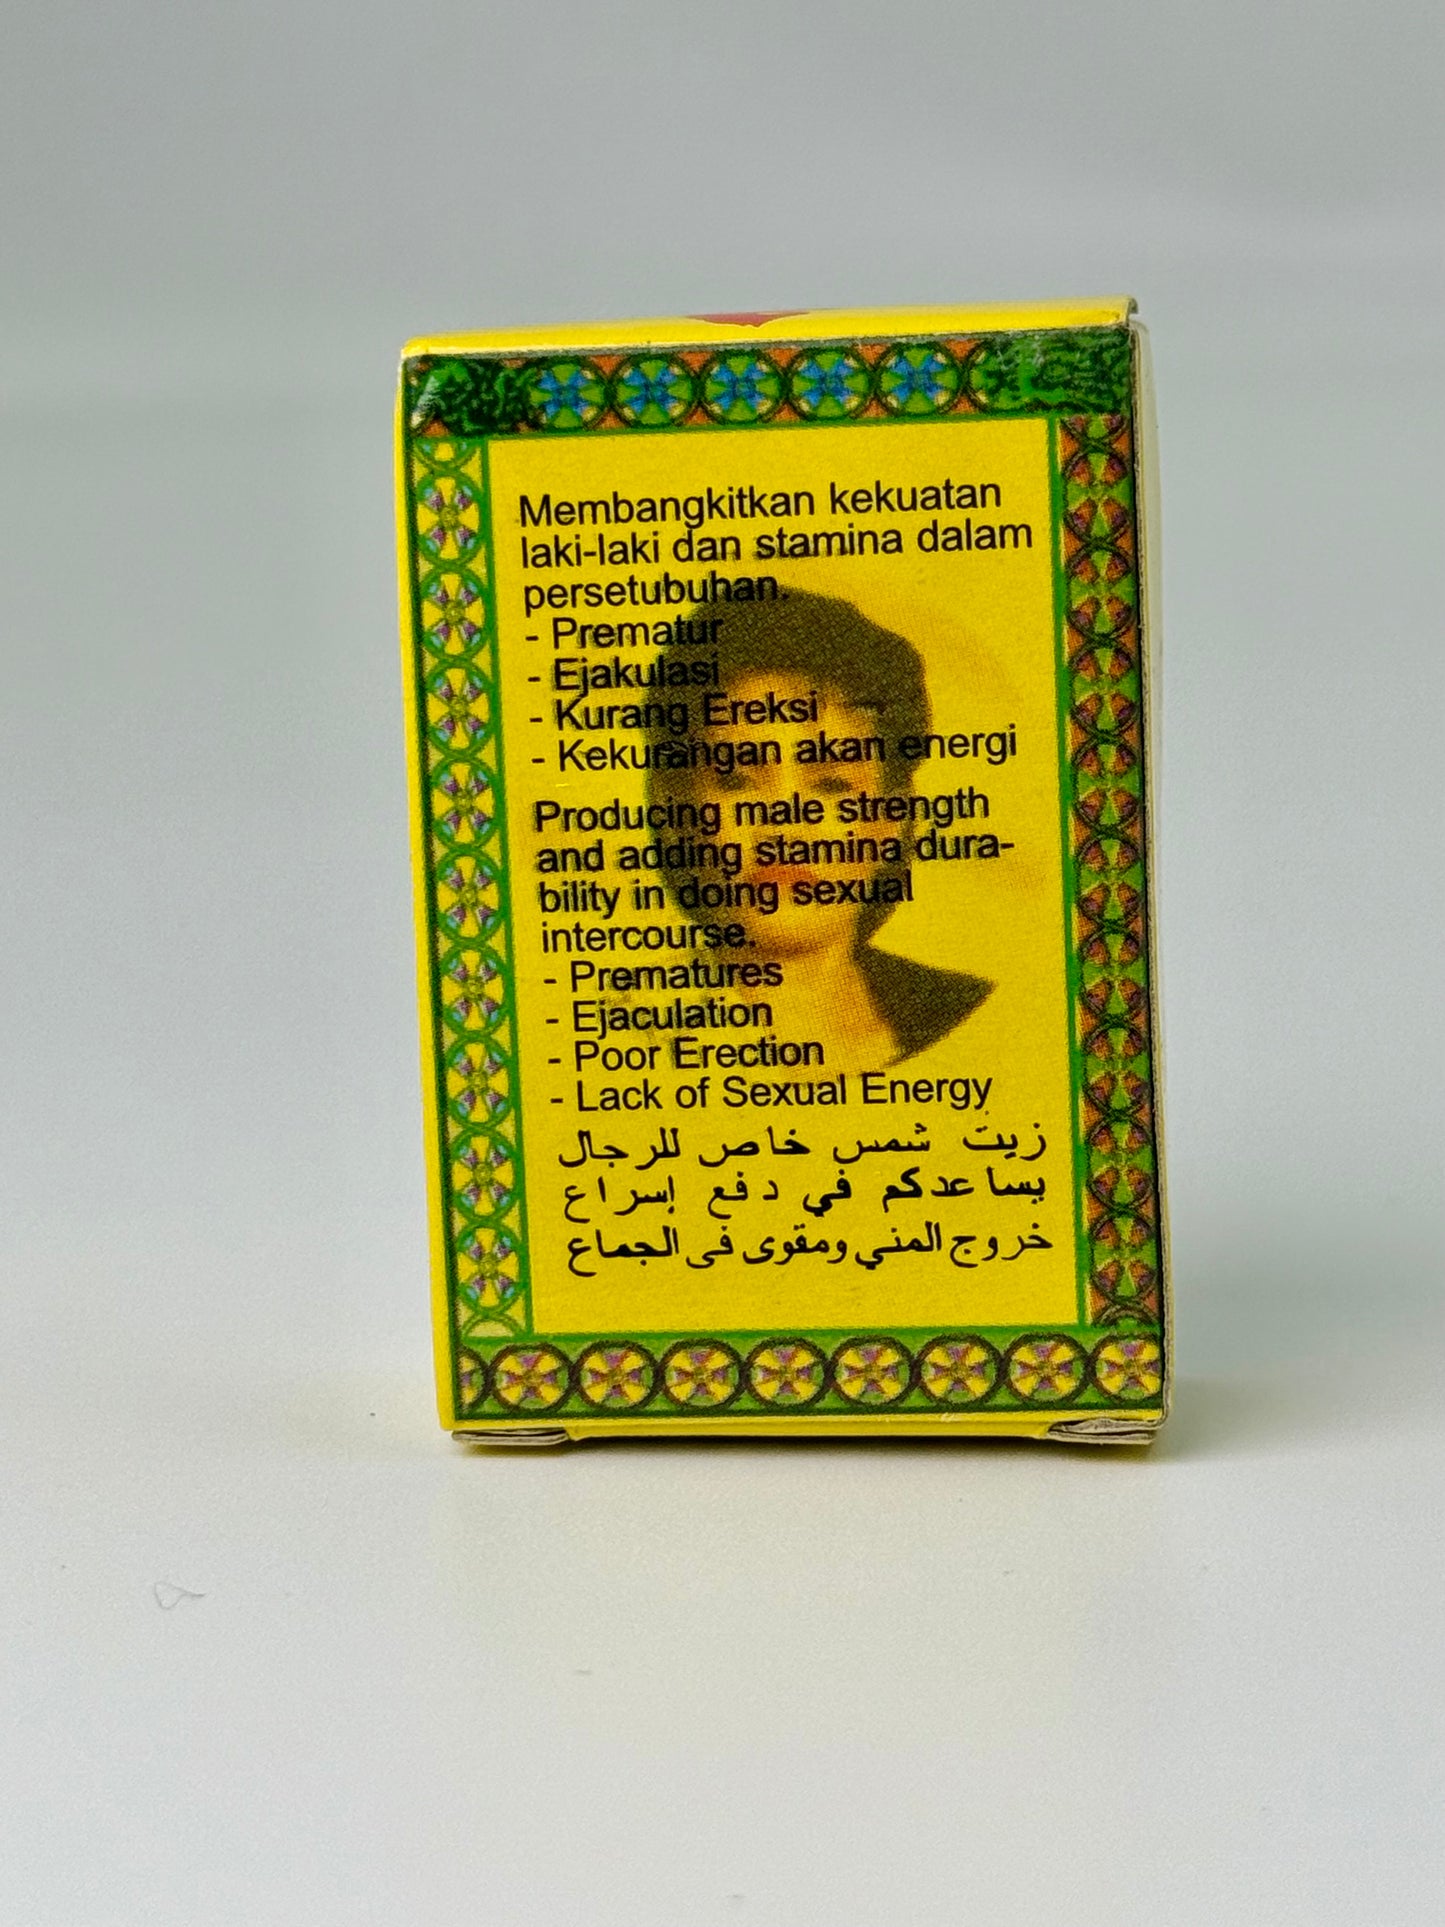 Membangkitkan kekuatan
laki-laki dan stamina dalam
persetubuhan.
- Prematur
- Ejakulasi
- Kurang Ereksi
- Kekurangan akan energi
Producing male strength
and adding stamina dura-
bility in doing sexual
intercourse.
- Prematures
- Ejaculation
- Poor Erection
- Lack of Sexual Energy
زيت شمس خاص للرجال
يساعدكم في دفع إسراع
خروج المني ومقوى فى الجماع